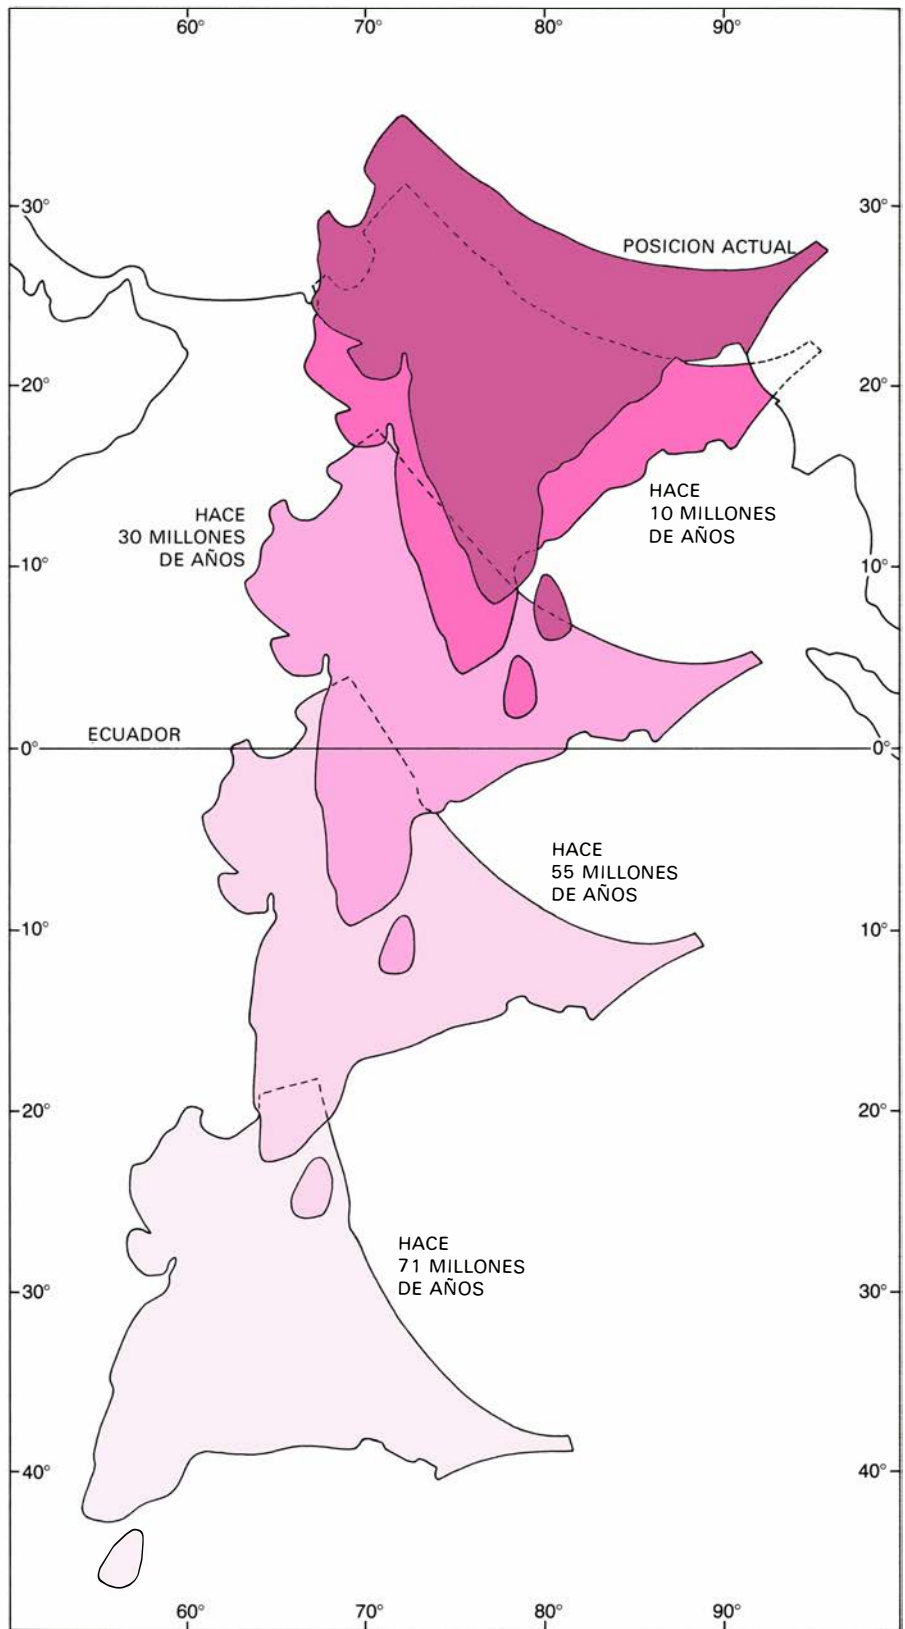 60°
70°
80°
90°
30°
30°
POSICION ACTUAL
20°
20°
HACE
10 MILLONES
DE AÑOS
HACE
30 MILLONES
DE AÑOS
10°
10°
ECUADOR
0°
0°
HACE
55 MILLONES
DE AÑOS
10°
10°
20°
20°
HACE
71 MILLONES
DE AÑOS
30°
30°
40°
40°
60°
70°
80°
90°